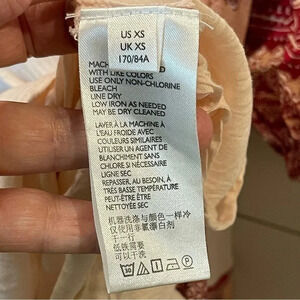 US XS
UK XS
170/84A
MACH
WITH LIKE COLORS
USE ONLY NON-CHLORINE
BLEACH
LINE DRY
LOW IRON AS NEEDED
MAY BE DRY CLEANED
LAVER À LA MACHINE À
L'EAU FROIDE AVEC
COULEURS SIMILAIRES
UTILISER UN AGENT DE
BLANCHIMENT SANS
CHLORE SI NÉCESSAIRE
LIGNE SEC
REPASSER, AU BESOIN, À
TRÈS BASSE TEMPÉRATURE
PEUT-ÊTRE ÊTRE
NETTOYÉE SEC
机器洗涤与颜色一样冷
仅使用非氯漂白剂
干一行
低铁需要
可以干洗